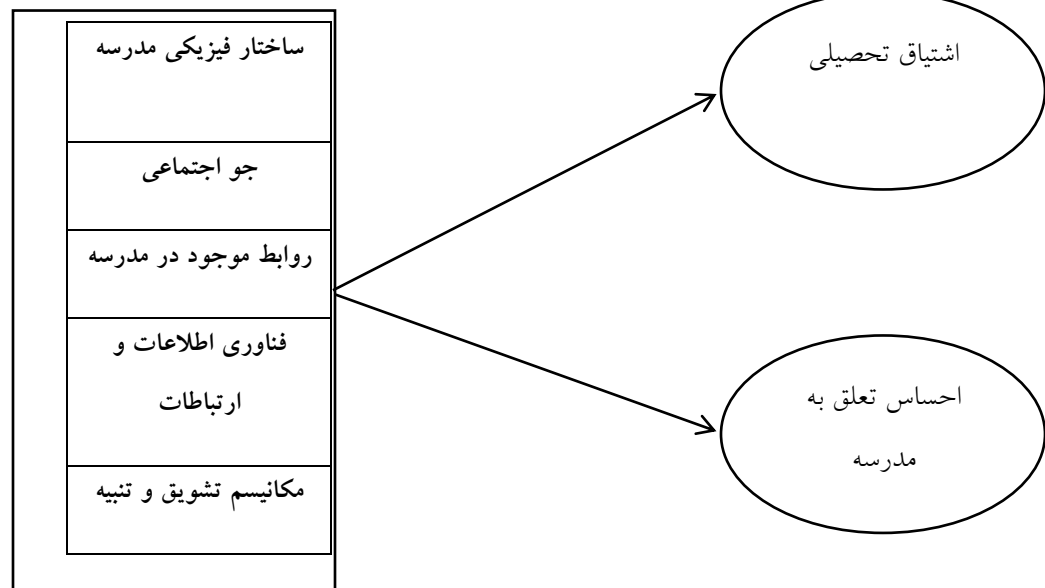 ساختار فیزیکی مدرسه
جو اجتماعی
روابط موجود در مدرسه
فناوری اطلاعات و
ارتباطات
مکانیسم تشویق و تنبیه
اشتیاق تحصیلی
احساس تعلق به
مدرسه